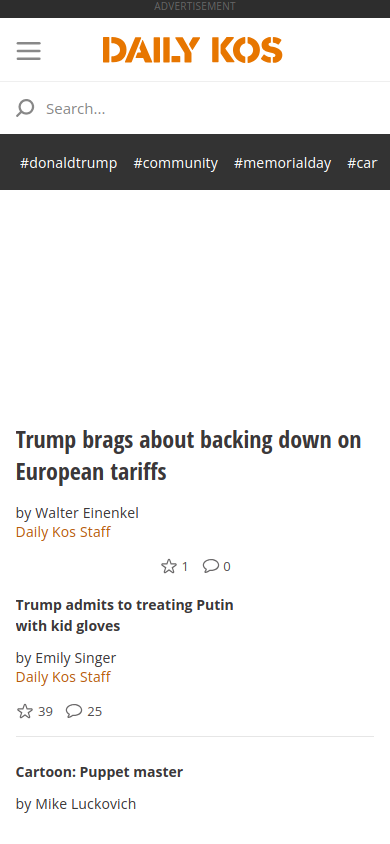 ADVERTISEMENT
DAILY KOS
Search...
#donaldtrump #community #memorialday #car
Trump brags about backing down on
European tariffs
by Walter Einenkel
Daily Kos Staff
1 0
Trump admits to treating Putin
with kid gloves
by Emily Singer
Daily Kos Staff
39 25
Cartoon: Puppet master
by Mike Luckovich